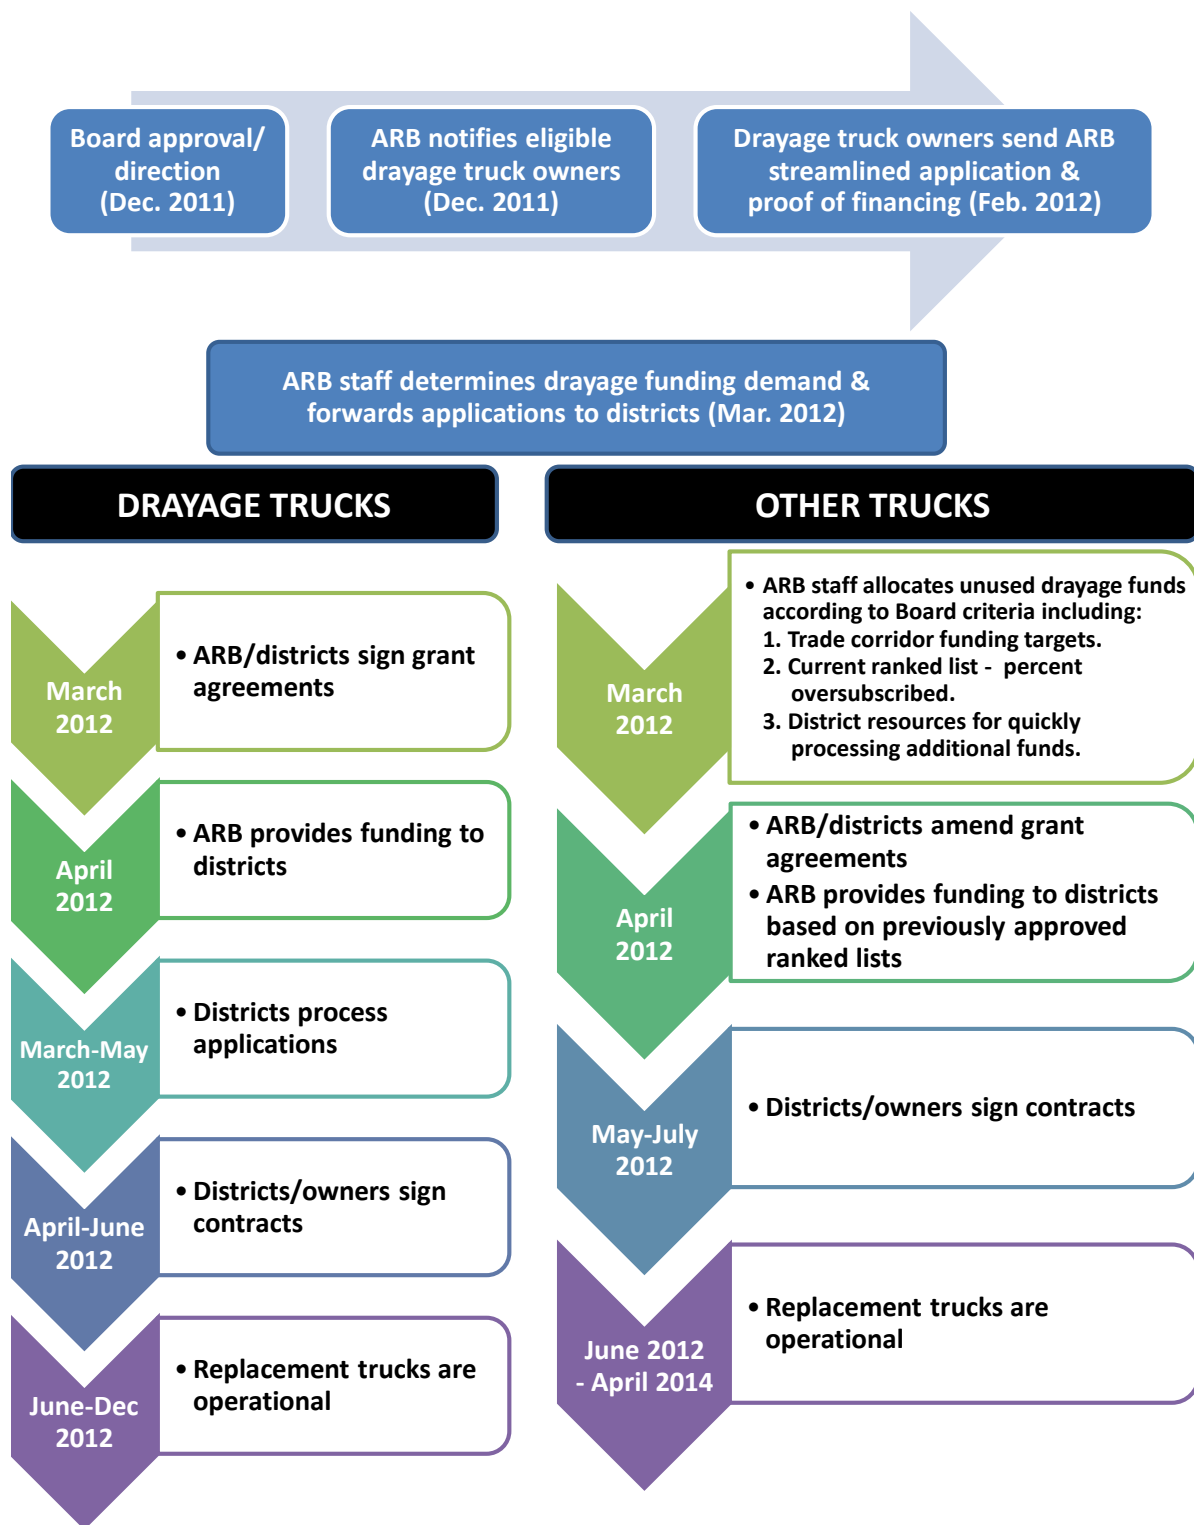 Board approval/
direction
(Dec. 2011)
ARB notifies eligible
drayage truck owners
(Dec. 2011)
Drayage truck owners send ARB
streamlined application &
proof of financing (Feb. 2012)
ARB staff determines drayage funding demand &
forwards applications to districts (Mar. 2012)
DRAYAGE TRUCKS
March
2012
• ARB/districts sign grant
agreements
April
2012
• ARB provides funding to
districts
March-May
2012
• Districts process
applications
April-June
2012
• Districts/owners sign
contracts
June-Dec
2012
• Replacement trucks are
operational
OTHER TRUCKS
March
2012
• ARB staff allocates unused drayage funds
according to Board criteria including:
1. Trade corridor funding targets.
2. Current ranked list - percent
oversubscribed.
3. District resources for quickly
processing additional funds.
April
2012
• ARB/districts amend grant
agreements
• ARB provides funding to districts
based on previously approved
ranked lists
May-July
2012
• Districts/owners sign contracts
June 2012
- April 2014
• Replacement trucks are
operational